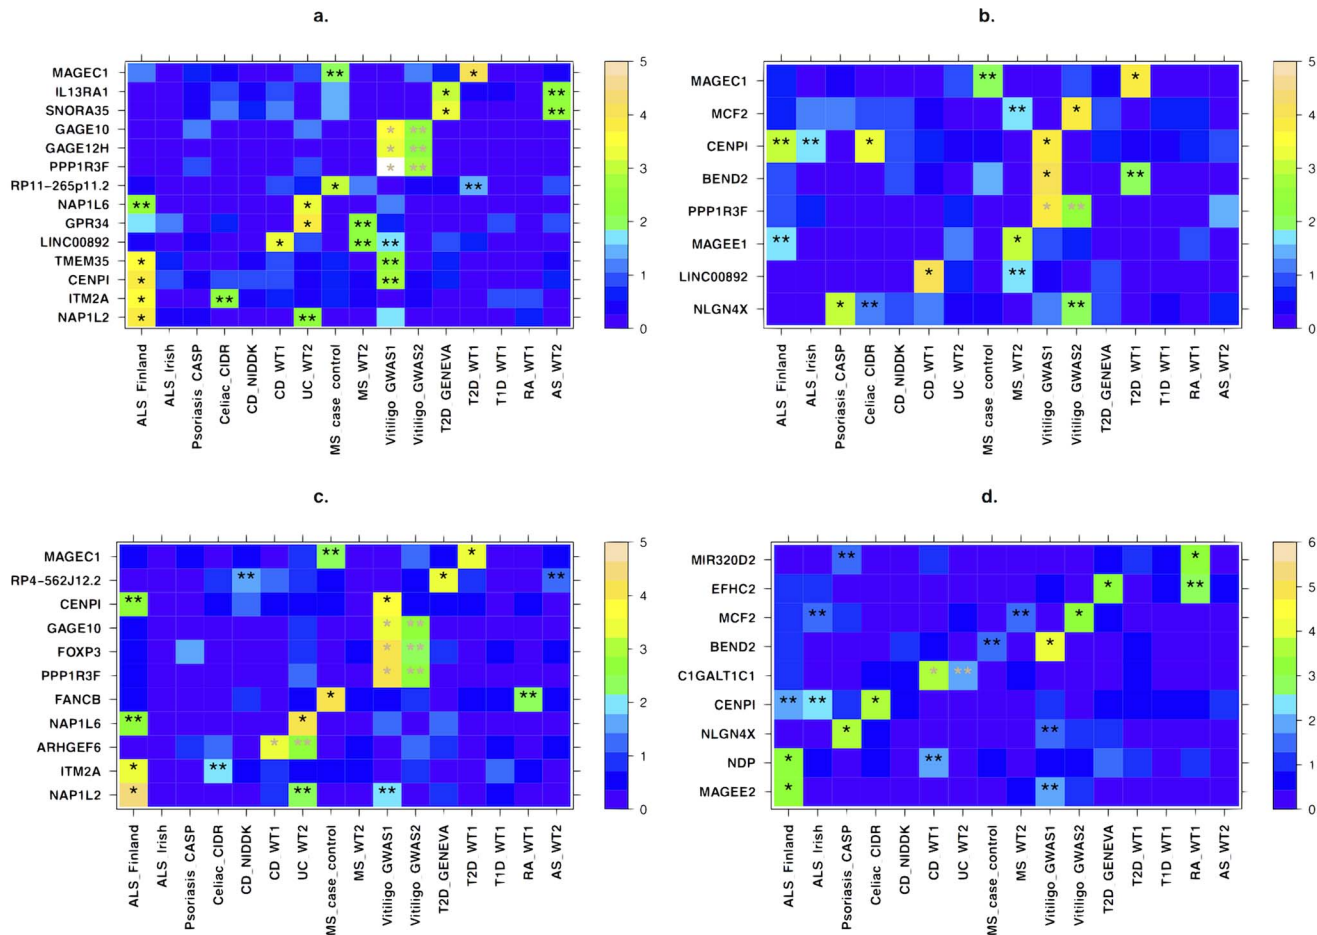 a.
MAGEC1
IL13RA1
SNORA35
GAGE10
GAGE12H
PPP1R3F
RP11-265p11.2
NAP1L6
GPR34
LINC00892
TMEM35
CENPI
ITM2A
NAP1L2
ALS_Finland
ALS_Irish
Psoriasis_CASP
Celiac_CIDR
CD_NIDDK
CD_WT1
UC_WT2
MS_case_control
MS_WT2
Vitiligo_GWAS1
Vitiligo_GWAS2
T2D_GENEVA
T2D_WT1
T1D_WT1
RA_WT1
AS_WT2
5
4
3
2
1
0
b.
MAGEC1
MCF2
CENPI
BEND2
PPP1R3F
MAGEE1
LINC00892
NLGN4X
ALS_Finland
ALS_Irish
Psoriasis_CASP
Celiac_CIDR
CD_NIDDK
CD_WT1
UC_WT2
MS_case_control
MS_WT2
Vitiligo_GWAS1
Vitiligo_GWAS2
T2D_GENEVA
T2D_WT1
T1D_WT1
RA_WT1
AS_WT2
5
4
3
2
1
0
c.
MAGEC1
RP4-562J12.2
CENPI
GAGE10
FOXP3
PPP1R3F
FANCB
NAP1L6
ARHGEF6
ITM2A
NAP1L2
ALS_Finland
ALS_Irish
Psoriasis_CASP
Celiac_CIDR
CD_NIDDK
CD_WT1
UC_WT2
MS_case_control
MS_WT2
Vitiligo_GWAS1
Vitiligo_GWAS2
T2D_GENEVA
T2D_WT1
T1D_WT1
RA_WT1
AS_WT2
5
4
3
2
1
0
d.
MIR320D2
EFHC2
MCF2
BEND2
C1GALT1C1
CENPI
NLGN4X
NDP
MAGEE2
ALS_Finland
ALS_Irish
Psoriasis_CASP
Celiac_CIDR
CD_NIDDK
CD_WT1
UC_WT2
MS_case_control
MS_WT2
Vitiligo_GWAS1
Vitiligo_GWAS2
T2D_GENEVA
T2D_WT1
T1D_WT1
RA_WT1
AS_WT2
6
5
4
3
2
1
0